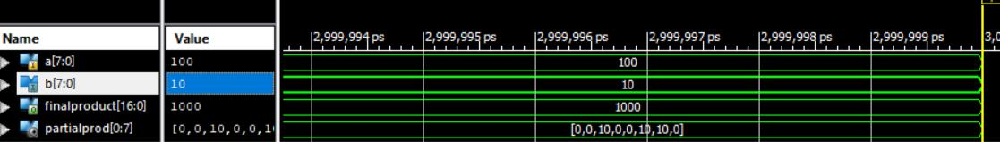 Name Value 2,999,994 ps 2,999,995 ps 2,999,996 ps 2,999,997 ps 2,999,998 ps 2,999,999 ps 3,0
a[7:0] 100 100
b[7:0] 10 10
finalproduct[16:0] 1000 1000
partialprod[0:7] [0,0,10,0,0,1 [0,0,10,0,0,10,10,0]